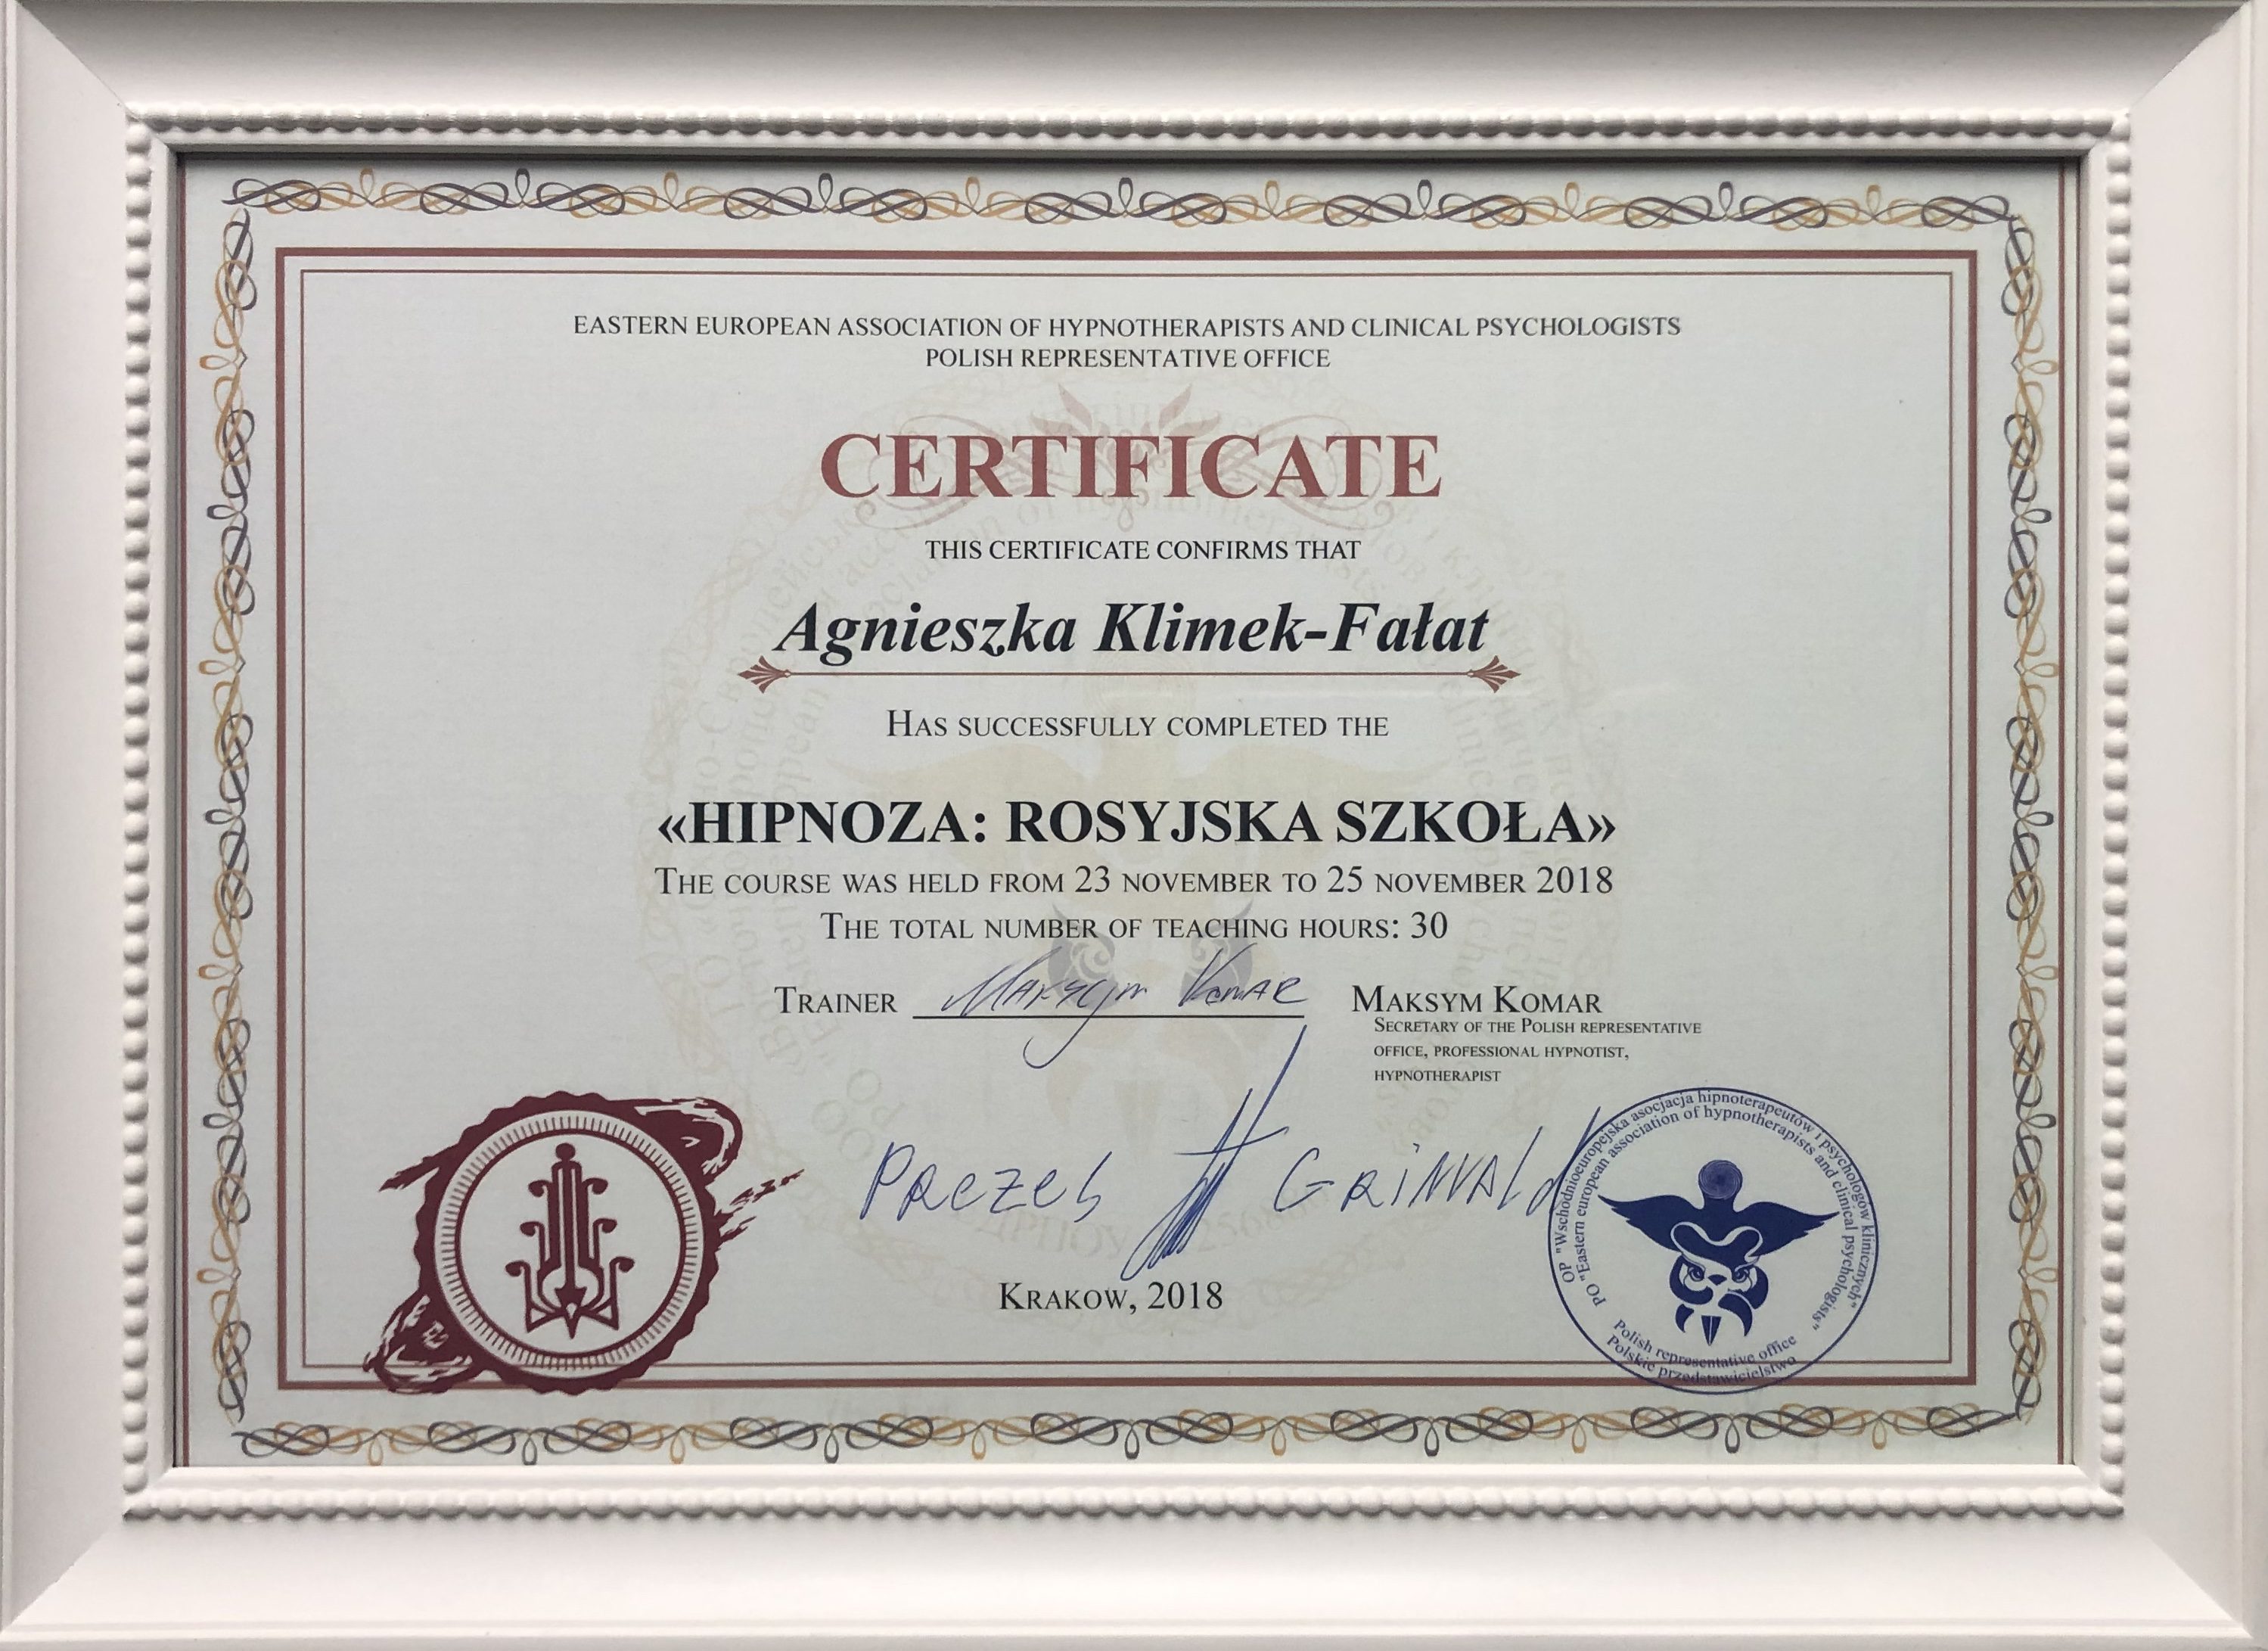 EASTERN EUROPEAN ASSOCIATION OF HYPNOTHERAPISTS AND CLINICAL PSYCHOLOGISTS
POLISH REPRESENTATIVE OFFICE
CERTIFICATE
THIS CERTIFICATE CONFIRMS THAT
Agnieszka Klimek-Fałat
HAS SUCCESSFULLY COMPLETED THE
«HIPNOZA: ROSYJSKA SZKOŁA»
THE COURSE WAS HELD FROM 23 NOVEMBER TO 25 NOVEMBER 2018
THE TOTAL NUMBER OF TEACHING HOURS: 30
TRAINER Maksym Komar MAKSYM KOMAR
SECRETARY OF THE POLISH REPRESENTATIVE
OFFICE, PROFESSIONAL HYPNOTIST,
HYPNOTHERAPIST
PREZES GRINVALD
OP "Wschodnioeuropejska asocjacja hipnoterapeutów i psychologów klinicznych"
PO "Eastern european association of hypnotherapists and clinical psychologists"
Polish representative office
Polskie przedstawicielstwo
KRAKOW, 2018